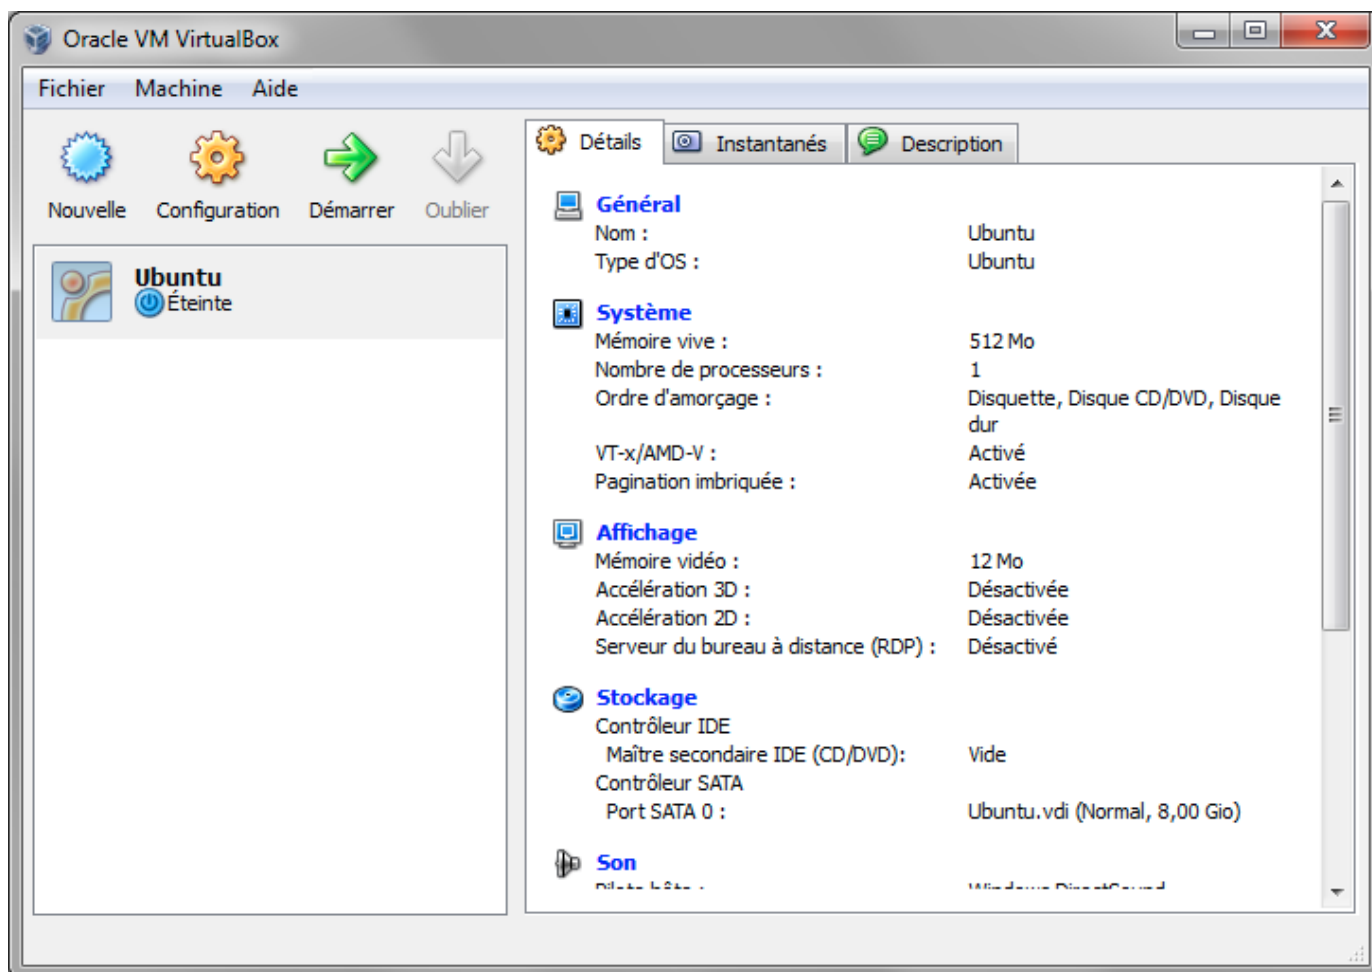 Oracle VM VirtualBox
Fichier Machine Aide
Nouvelle Configuration Démarrer Oublier
Ubuntu
Éteinte
Détails Instantanés Description
Général
Nom : Ubuntu
Type d'OS : Ubuntu
Système
Mémoire vive : 512 Mo
Nombre de processeurs : 1
Ordre d'amorçage : Disquette, Disque CD/DVD, Disque
dur
VT-x/AMD-V : Activé
Pagination imbriquée : Activée
Affichage
Mémoire vidéo : 12 Mo
Accélération 3D : Désactivée
Accélération 2D : Désactivée
Serveur du bureau à distance (RDP) : Désactivé
Stockage
Contrôleur IDE
Maître secondaire IDE (CD/DVD): Vide
Contrôleur SATA
Port SATA 0 : Ubuntu.vdi (Normal, 8,00 Gio)
Son
Pilote hôte : Windows DirectSound